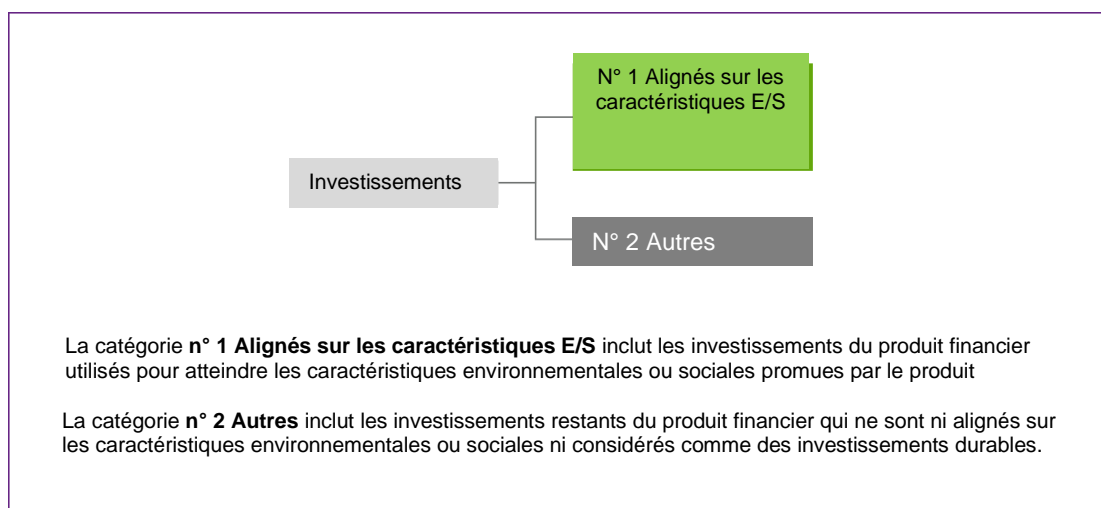 N° 1 Alignés sur les
caractéristiques E/S
Investissements
N° 2 Autres
La catégorie n° 1 Alignés sur les caractéristiques E/S inclut les investissements du produit financier
utilisés pour atteindre les caractéristiques environnementales ou sociales promues par le produit
La catégorie n° 2 Autres inclut les investissements restants du produit financier qui ne sont ni alignés sur
les caractéristiques environnementales ou sociales ni considérés comme des investissements durables.